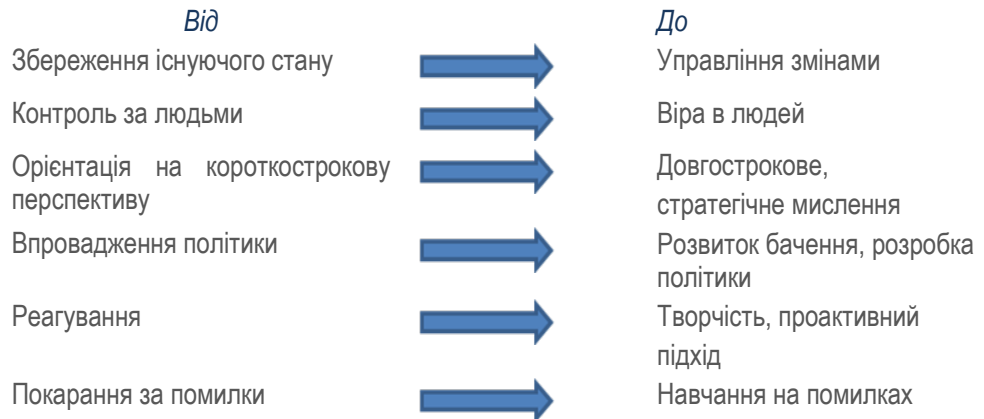 Від До
Збереження існуючого стану Управління змінами
Контроль за людьми Віра в людей
Орієнтація на короткострокову
перспективу
Довгострокове,
стратегічне мислення
Впровадження політики
Розвиток бачення, розробка
політики
Реагування
Творчість, проактивний
підхід
Покарання за помилки Навчання на помилках